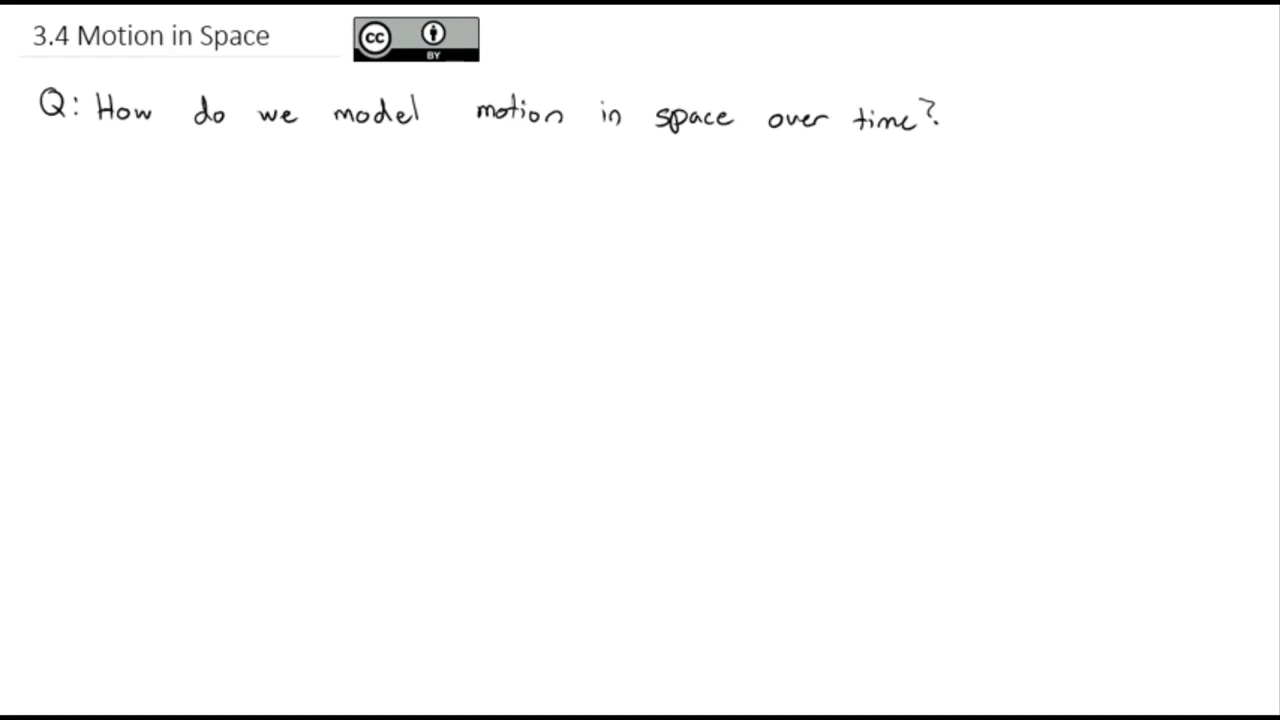 3.4 Motion in Space
cc BY
Q: How do we model motion in space over time?